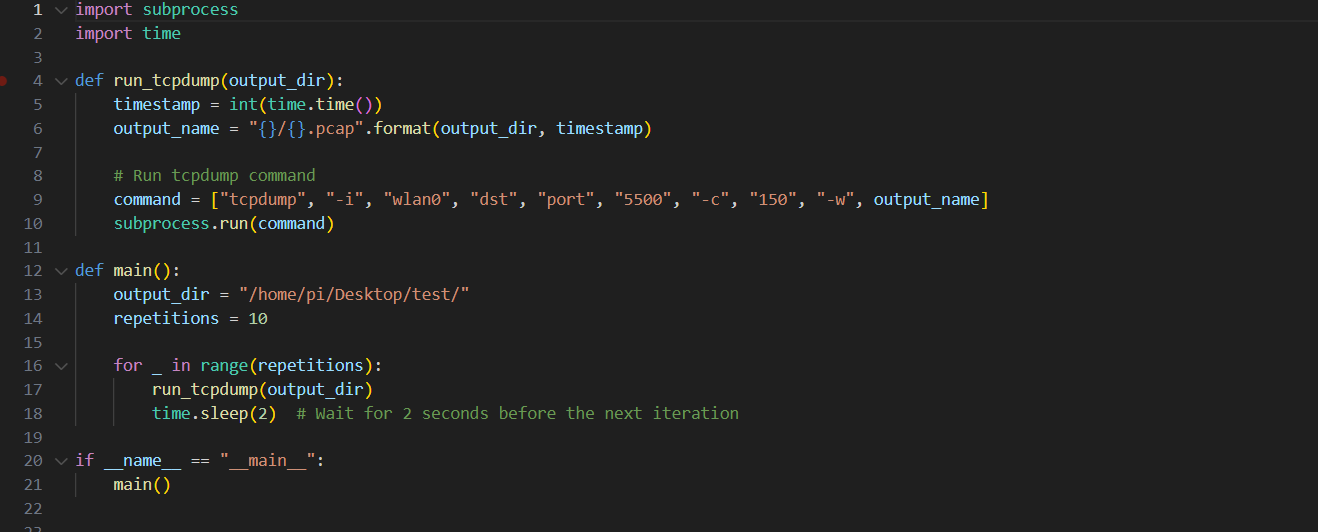 1 import subprocess
2 import time
3
4 def run_tcpdump(output_dir):
5     timestamp = int(time.time())
6     output_name = "{}/{}.pcap".format(output_dir, timestamp)
7
8     # Run tcpdump command
9     command = ["tcpdump", "-i", "wlan0", "dst", "port", "5500", "-c", "150", "-w", output_name]
10     subprocess.run(command)
11
12 def main():
13     output_dir = "/home/pi/Desktop/test/"
14     repetitions = 10
15
16     for _ in range(repetitions):
17         run_tcpdump(output_dir)
18         time.sleep(2)  # Wait for 2 seconds before the next iteration
19
20 if __name__ == "__main__":
21     main()
22
23